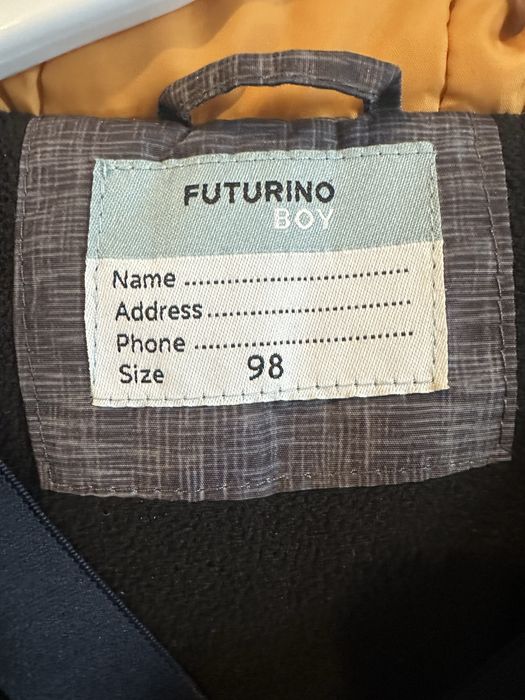 FUTURINO
BOY
Name ........................................
Address....................................
Phone ......................................
Size 98